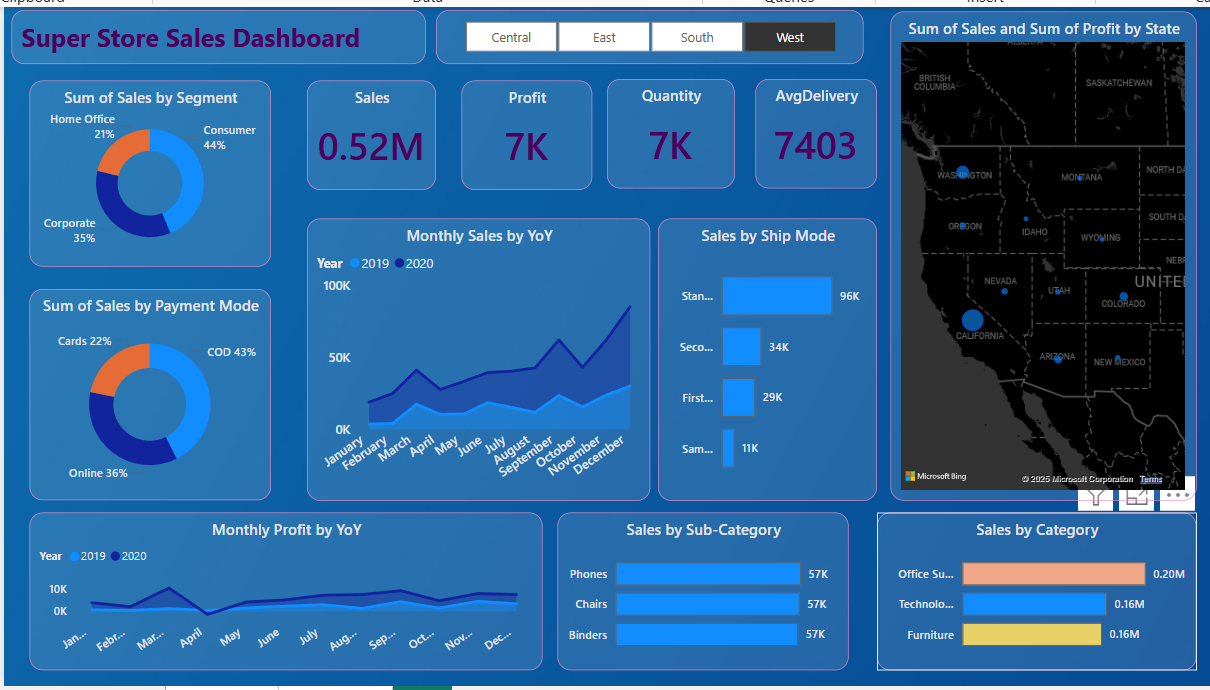 Clipboard
Data
Queries
Insert
Super Store Sales Dashboard
Central
East
South
West
Sum of Sales and Sum of Profit by State
Sum of Sales by Segment
Home Office
21%
Consumer
44%
Corporate
35%
Sales
0.52M
Profit
7K
Quantity
7K
AvgDelivery
7403
ALBERTA
BRITISH
COLUMBIA
SASKATCHEWAN
WASHINGTON
MONTANA
NORTH DA
OREGON
IDAHO
SOUTH DA
WYOMING
NEBR
NEVADA
UTAH
UNITE
COLORADO
CALIFORNIA
ARIZONA
NEW MEXICO
Microsoft Bing
© 2025 Microsoft Corporation Terms
Monthly Sales by YoY
Year 2019 2020
100K
50K
0K
January
February
March
April
May
June
July
August
September
October
November
December
Sales by Ship Mode
Stan... 96K
Seco... 34K
First... 29K
Sam... 11K
Sum of Sales by Payment Mode
Cards 22%
COD 43%
Online 36%
Monthly Profit by YoY
Year 2019 2020
10K
0K
Jan...
Febr...
Mar...
April
May
June
July
Aug...
Sep...
Oct...
Nov...
Dec...
Sales by Sub-Category
Phones 57K
Chairs 57K
Binders 57K
Sales by Category
Office Su... 0.20M
Technolo... 0.16M
Furniture 0.16M